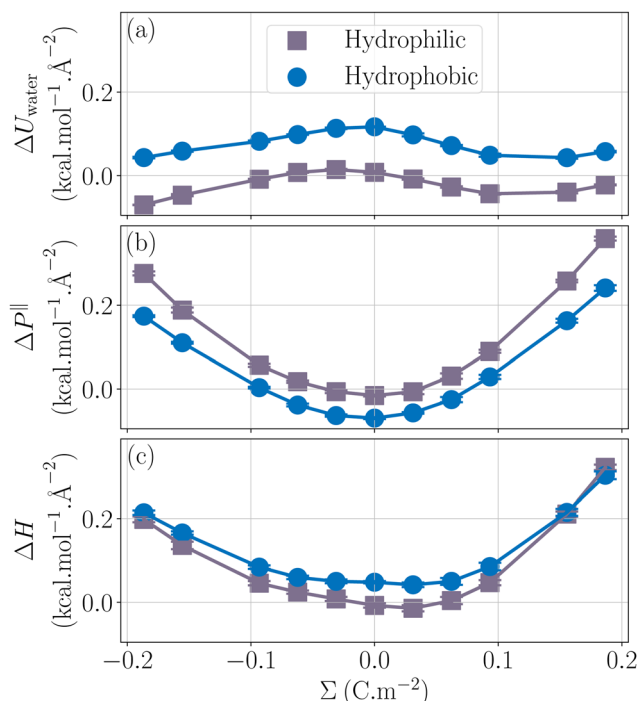 (a)
Hydrophilic
Hydrophobic
ΔU_water
(kcal.mol⁻¹.Å⁻²)
0.2
0.0
(b)
ΔP^∥
(kcal.mol⁻¹.Å⁻²)
0.2
0.0
(c)
ΔH
(kcal.mol⁻¹.Å⁻²)
0.2
0.0
−0.2 −0.1 0.0 0.1 0.2
Σ (C.m⁻²)